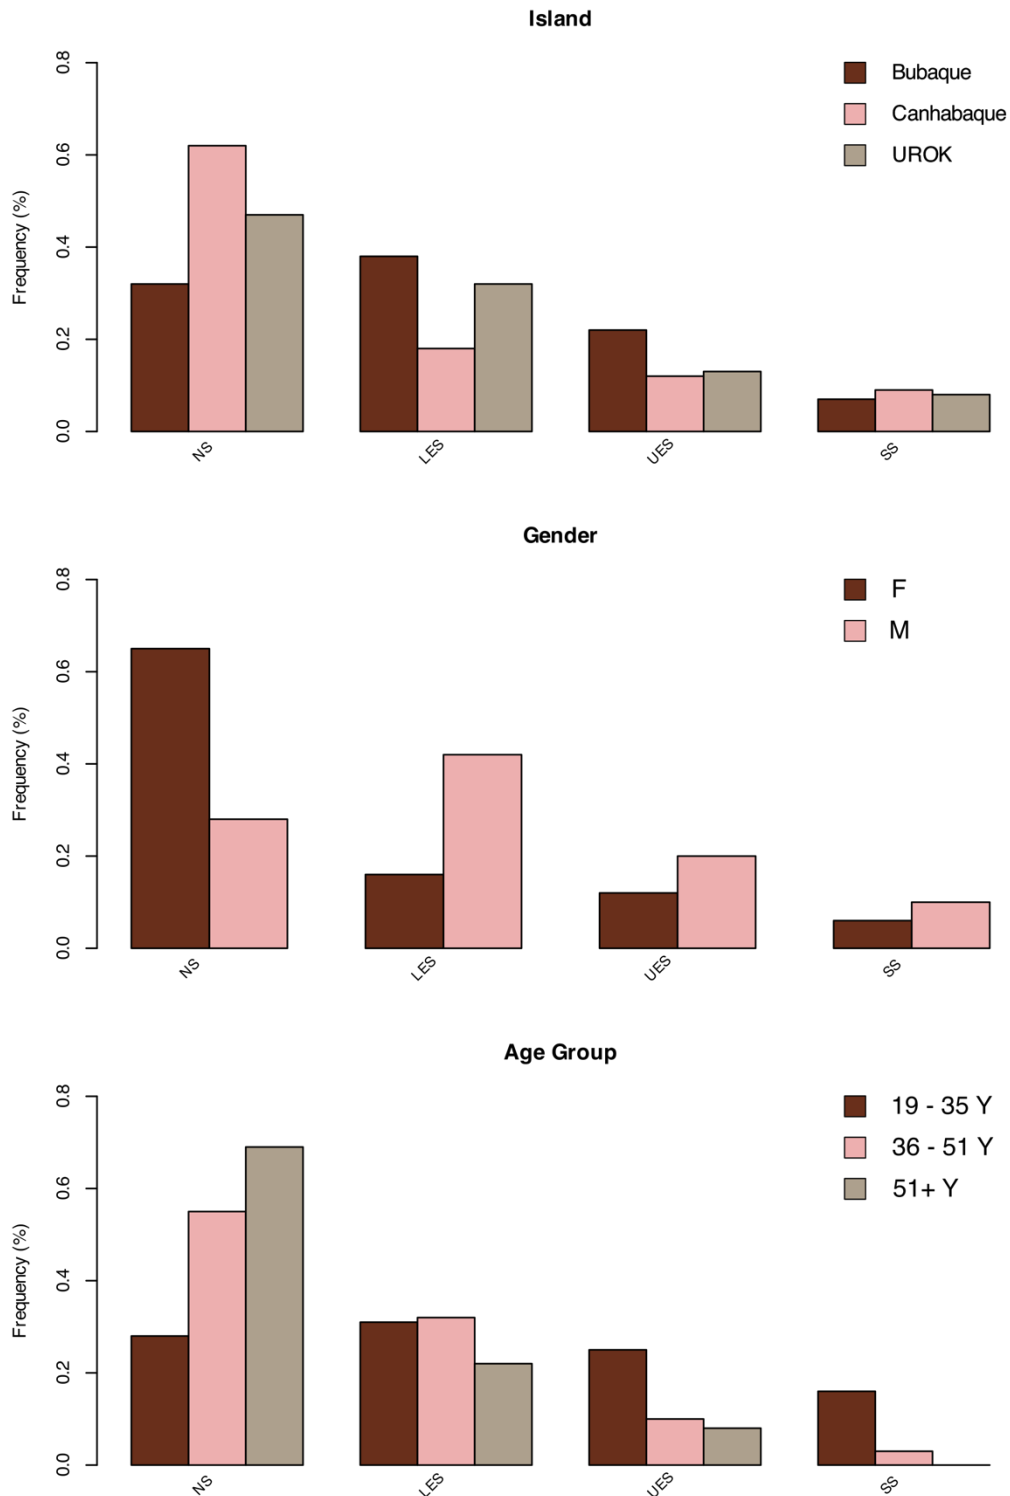 Island
Frequency (%)
0.8
0.6
0.4
0.2
0.0
Bubaque
Canhabaque
UROK
NS
LES
UES
SS
Gender
Frequency (%)
0.8
0.6
0.4
0.2
0.0
F
M
NS
LES
UES
SS
Age Group
Frequency (%)
0.8
0.6
0.4
0.2
0.0
19 - 35 Y
36 - 51 Y
51+ Y
NS
LES
UES
SS